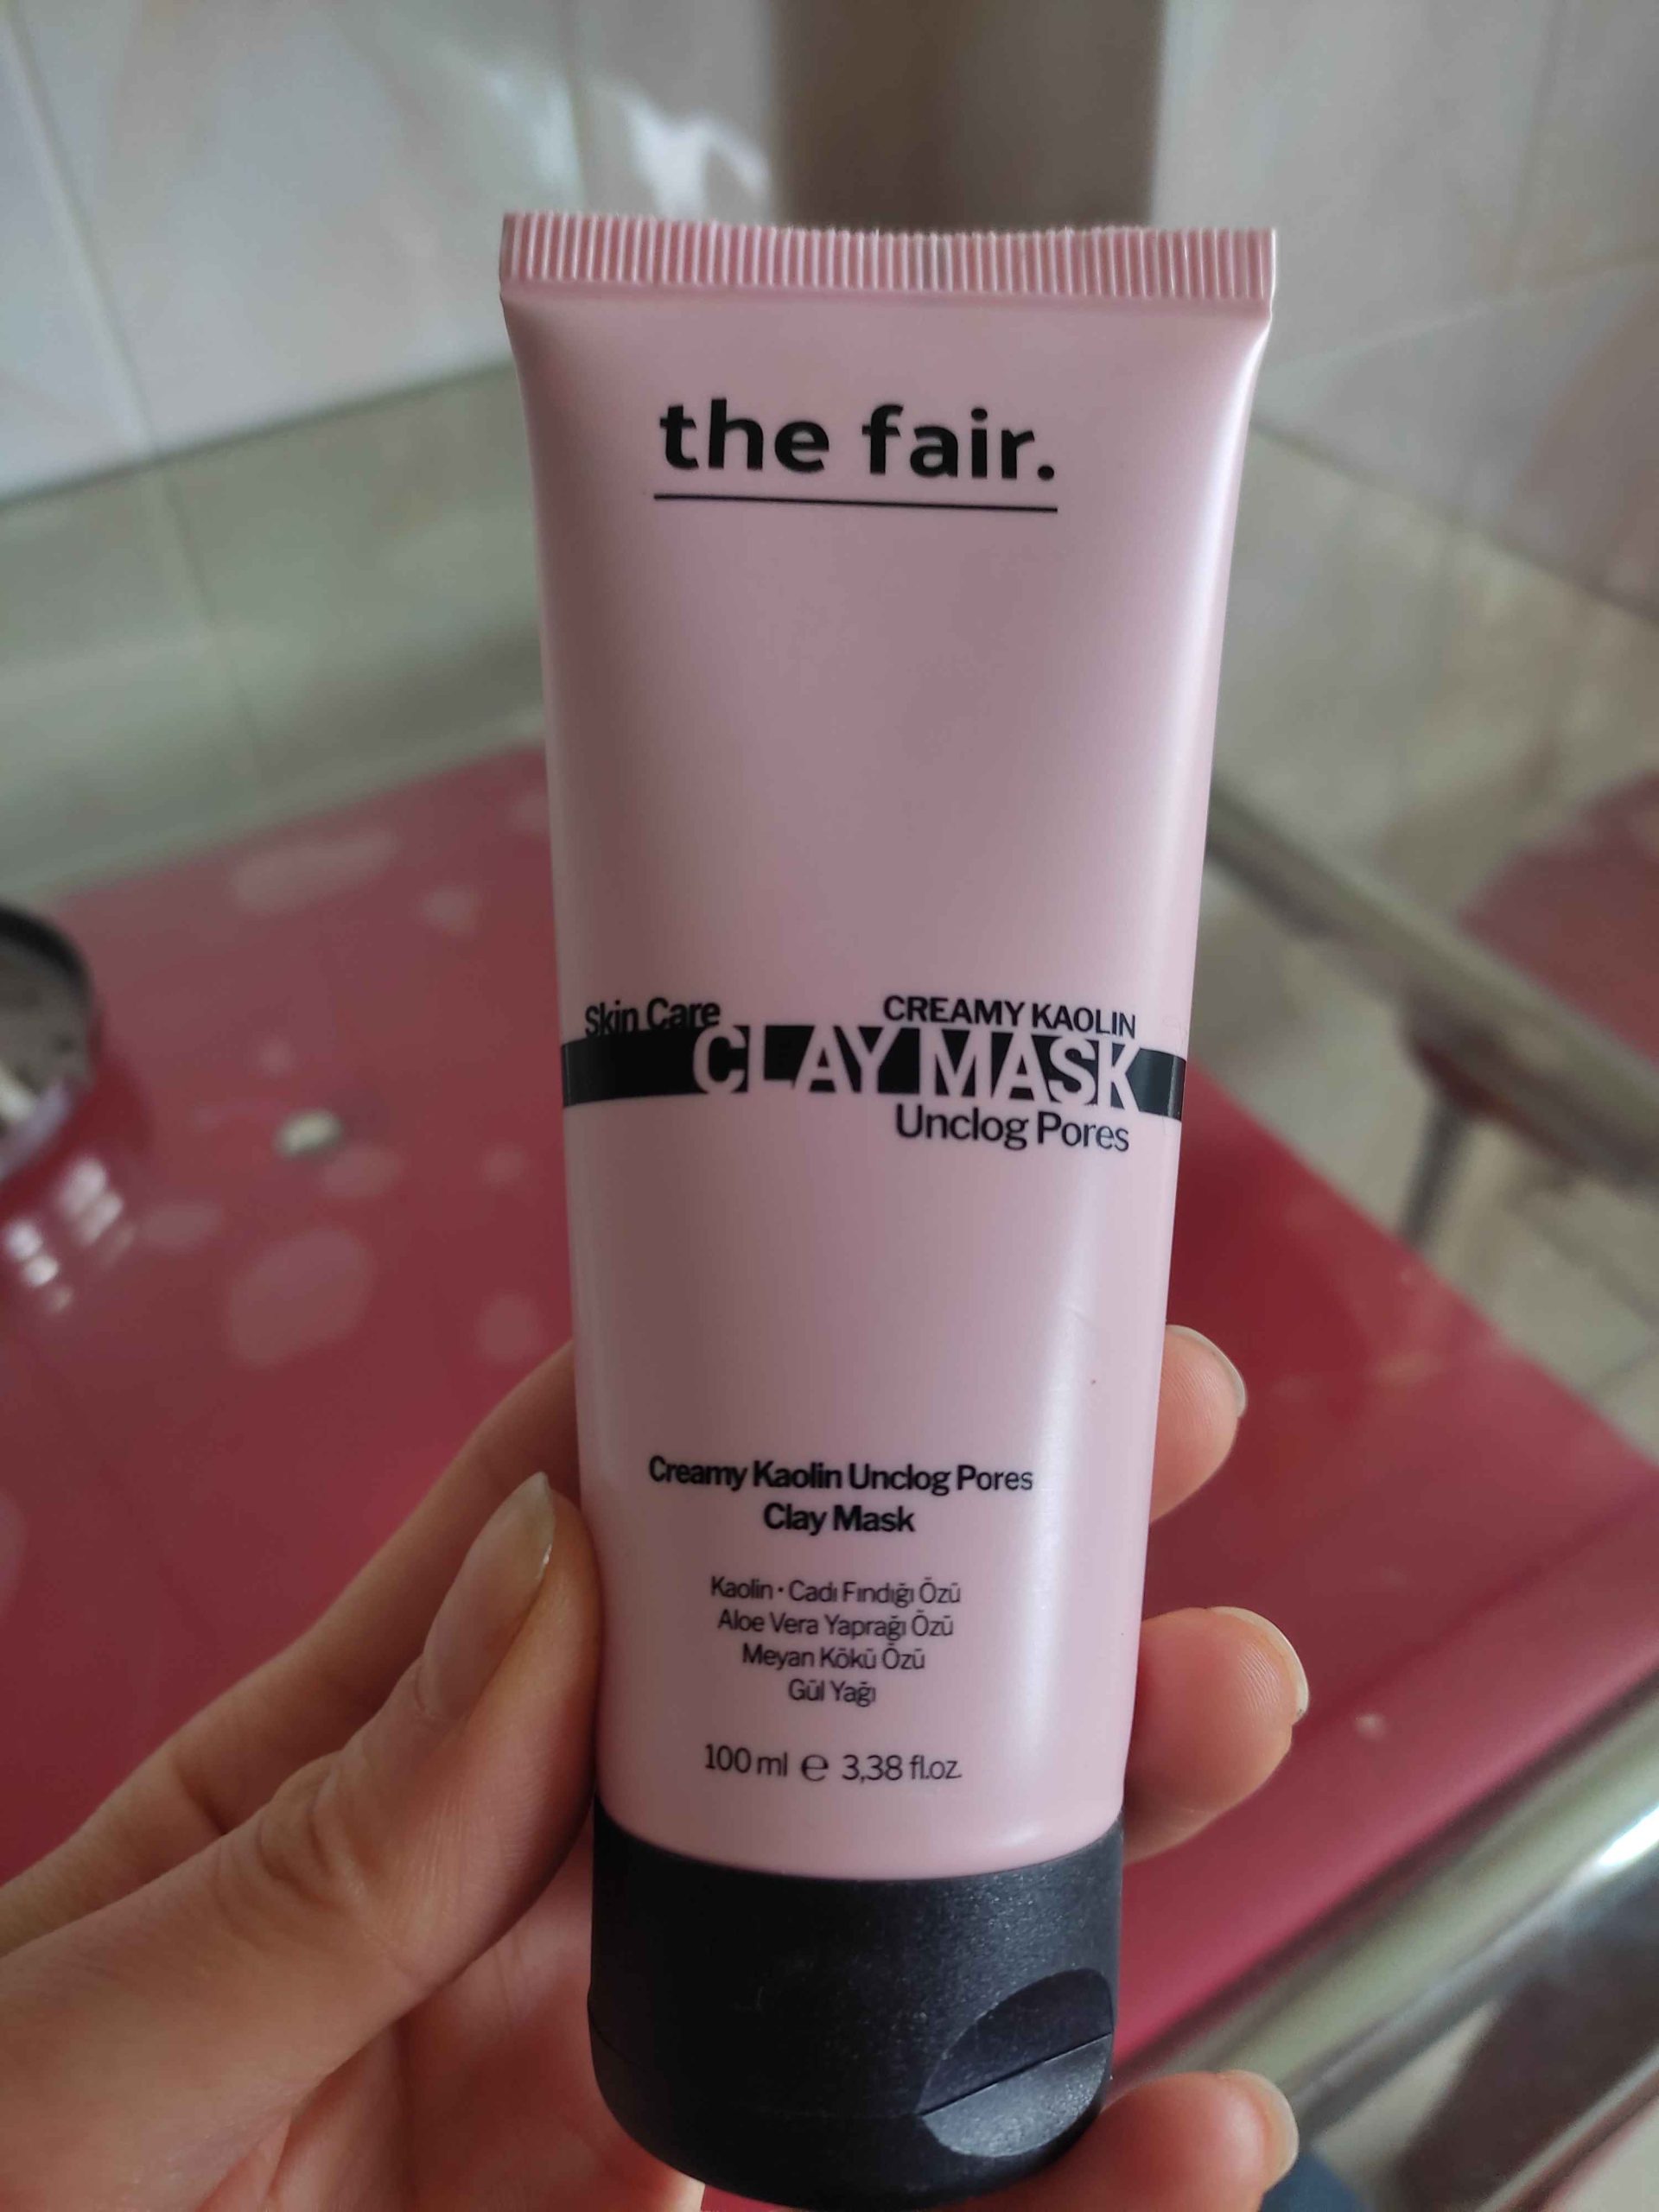 the fair.
Skin Care
CREAMY KAOLIN
CLAY MASK
Unclog Pores
Creamy Kaolin Unclog Pores
Clay Mask
Kaolin • Cadı Fındığı Özü
Aloe Vera Yaprağı Özü
Meyan Kökü Özü
Gül Yağı
100 ml ℮ 3,38 fl.oz.